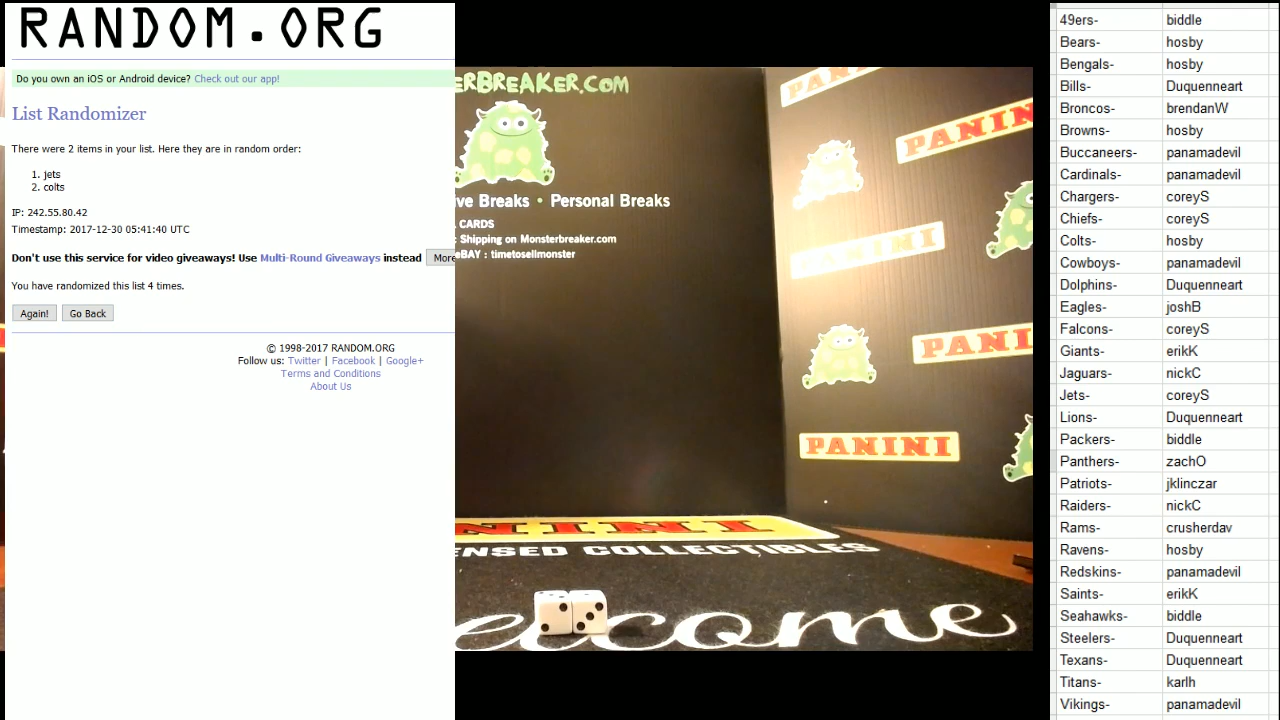 RANDOM.ORG
Do you own an iOS or Android device? Check out our app!
List Randomizer
There were 2 items in your list. Here they are in random order:
1. jets
2. colts
IP: 242.55.80.42
Timestamp: 2017-12-30 05:41:40 UTC
Don't use this service for video giveaways! Use Multi-Round Giveaways instead More
You have randomized this list 4 times.
Again! Go Back
© 1998-2017 RANDOM.ORG
Follow us: Twitter | Facebook | Google+
Terms and Conditions
About Us
ERBREAKER.COM
ive Breaks • Personal Breaks
CARDS
: Shipping on Monsterbreaker.com
eBAY : timetosellmonster
PANINI
PANINI
PANINI
PANI
PANINI
NINI
ENSED COLLECTIBLES
elcome
49ers- biddle
Bears- hosby
Bengals- hosby
Bills- Duquenneart
Broncos- brendanW
Browns- hosby
Buccaneers- panamadevil
Cardinals- panamadevil
Chargers- coreyS
Chiefs- coreyS
Colts- hosby
Cowboys- panamadevil
Dolphins- Duquenneart
Eagles- joshB
Falcons- coreyS
Giants- erikK
Jaguars- nickC
Jets- coreyS
Lions- Duquenneart
Packers- biddle
Panthers- zachO
Patriots- jklinczar
Raiders- nickC
Rams- crusherdav
Ravens- hosby
Redskins- panamadevil
Saints- erikK
Seahawks- biddle
Steelers- Duquenneart
Texans- Duquenneart
Titans- karlh
Vikings- panamadevil